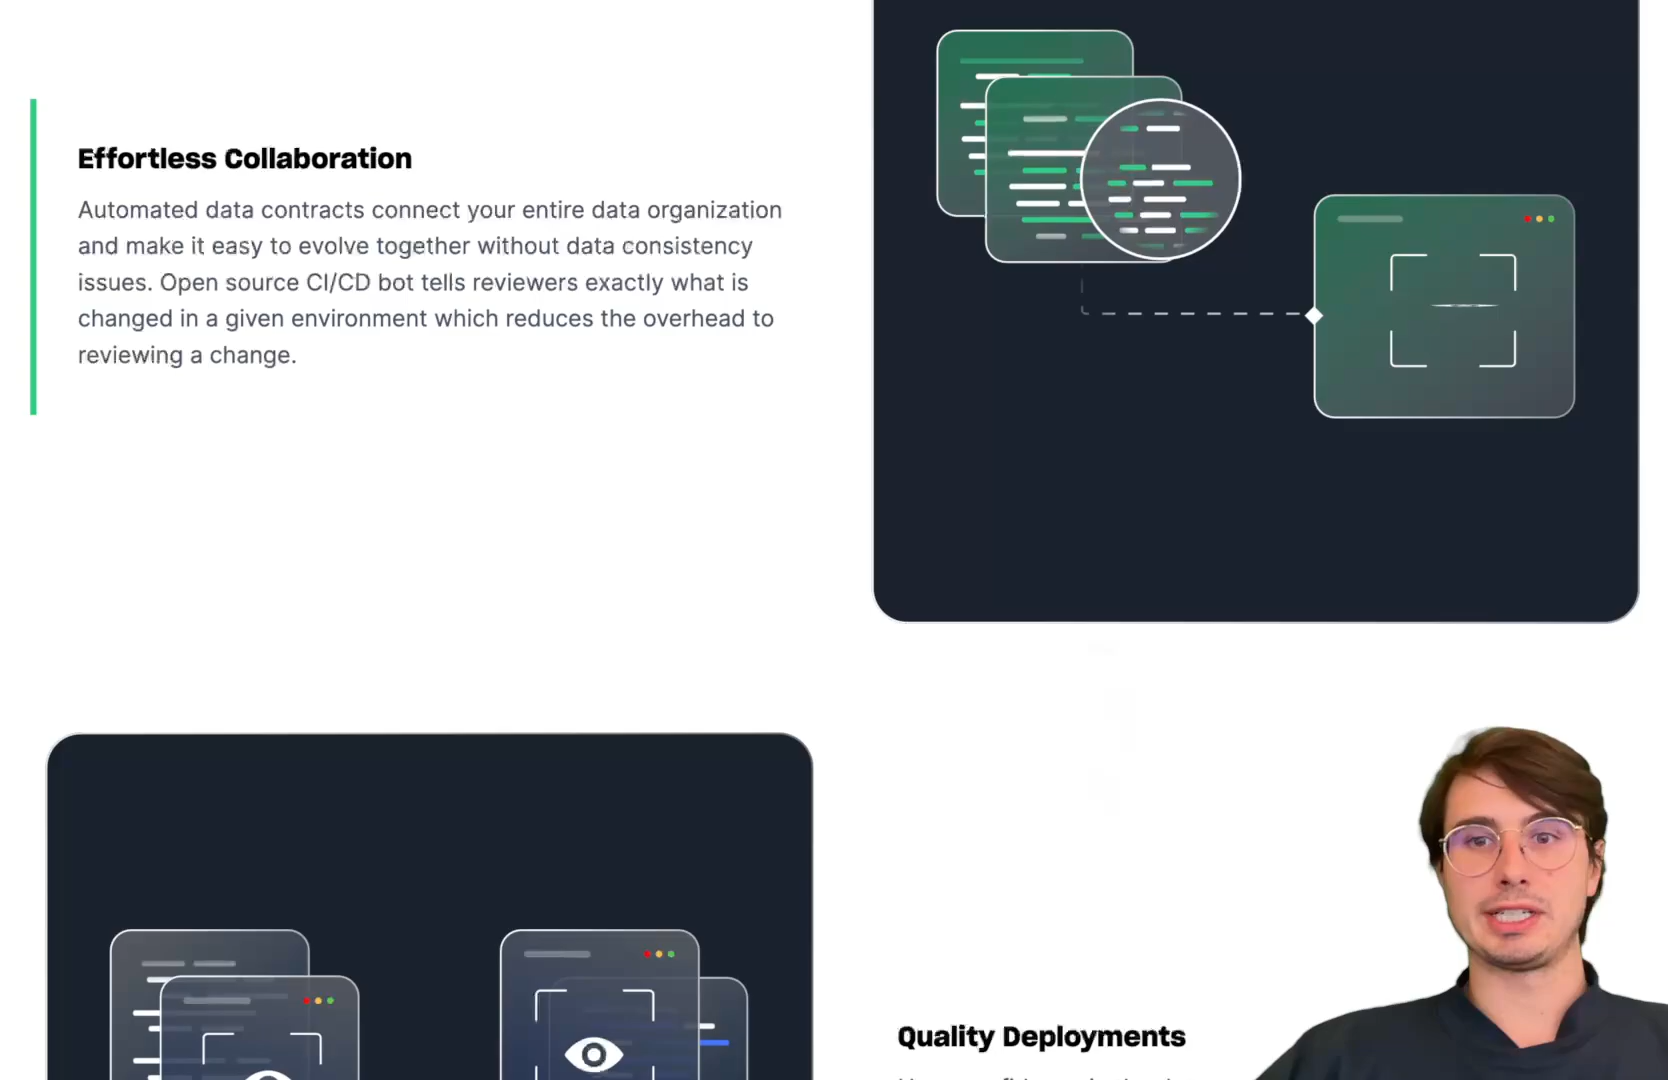 Effortless Collaboration
Automated data contracts connect your entire data organization
and make it easy to evolve together without data consistency
issues. Open source CI/CD bot tells reviewers exactly what is
changed in a given environment which reduces the overhead to
reviewing a change.
Quality Deployments